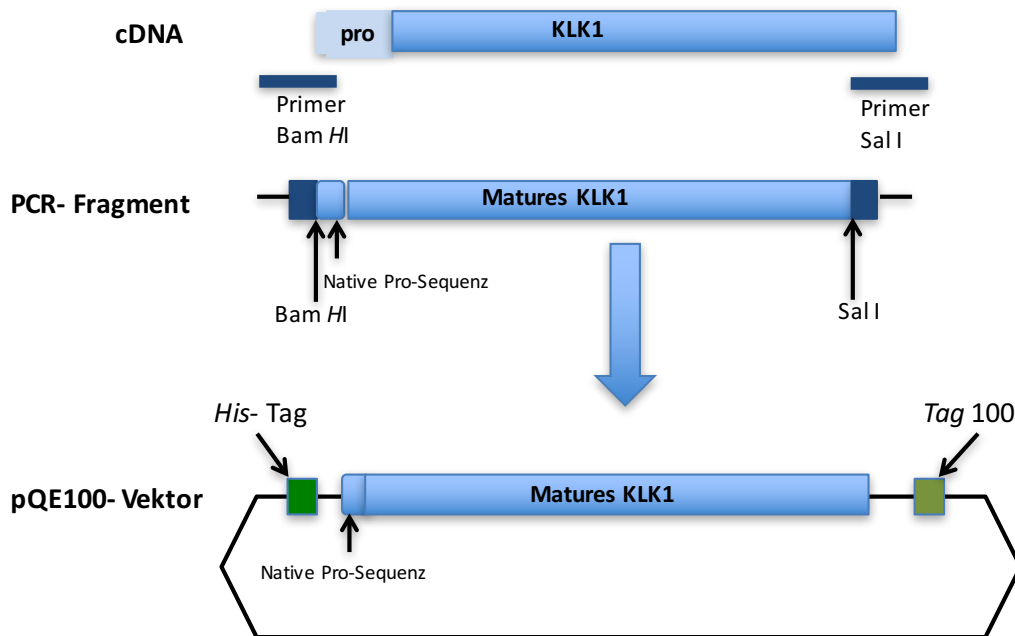 cDNA
pro
KLK1
Primer
Bam HI
Primer
Sal I
PCR- Fragment
Matures KLK1
Native Pro-Sequenz
Bam HI
Sal I
His- Tag
Tag 100
pQE100- Vektor
Matures KLK1
Native Pro-Sequenz